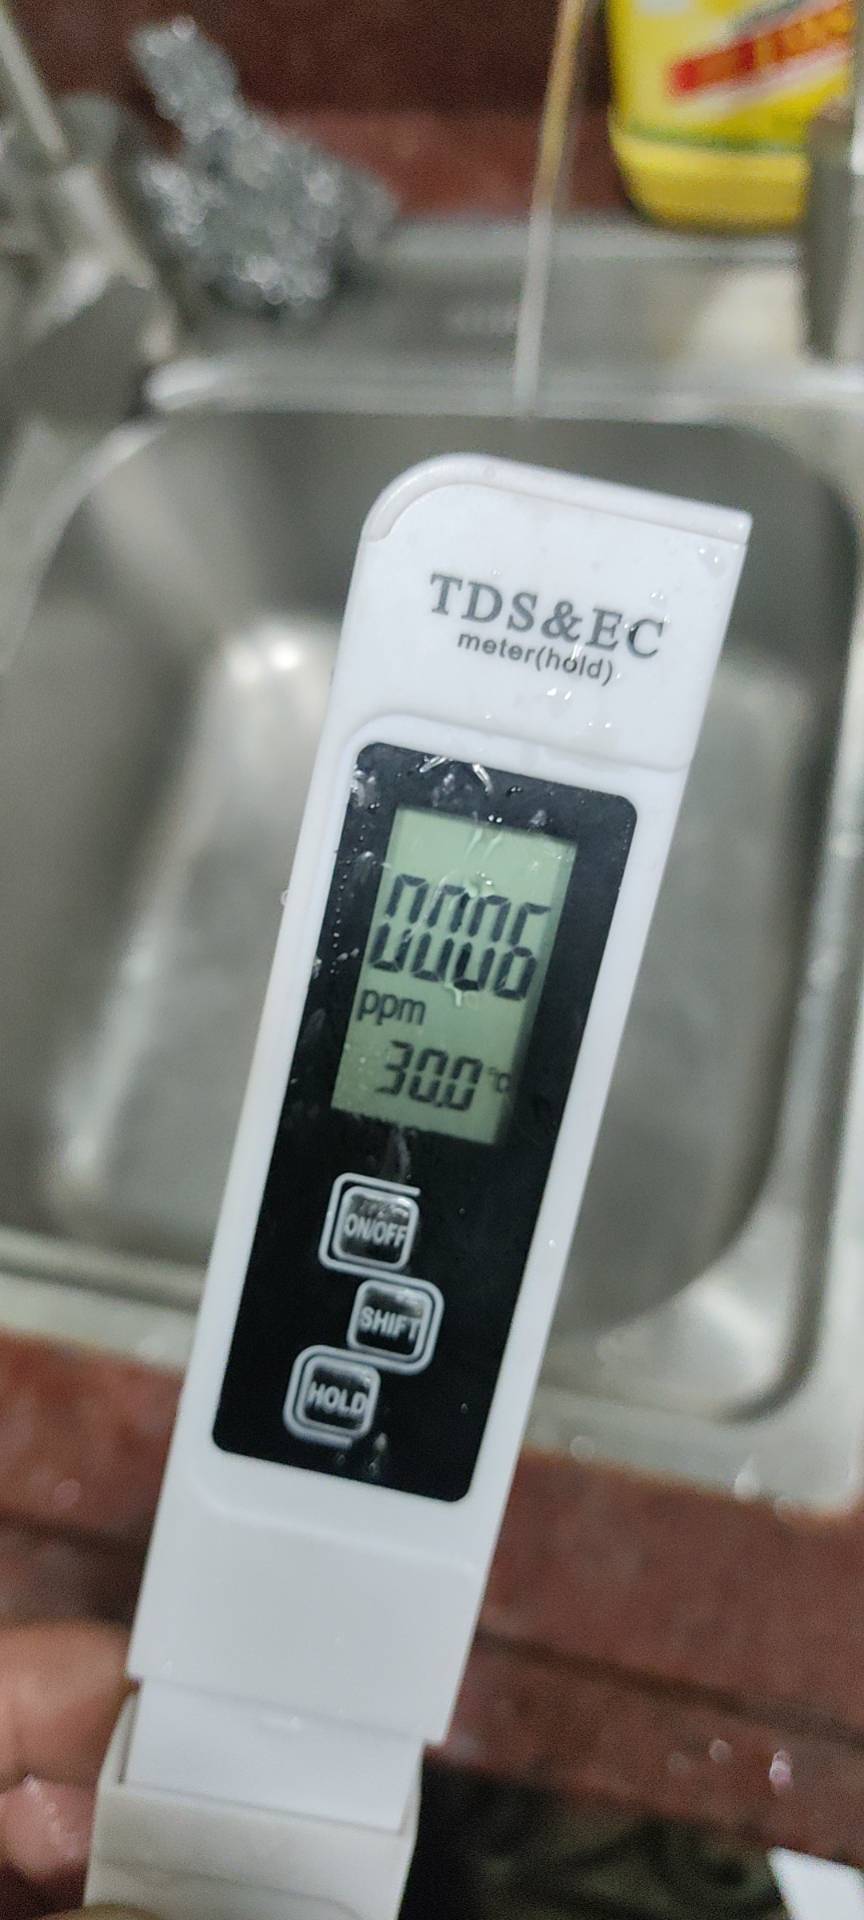 TDS&EC
meter(hold)
0006
ppm
30.0 °C
ON/OFF
SHIFT
HOLD